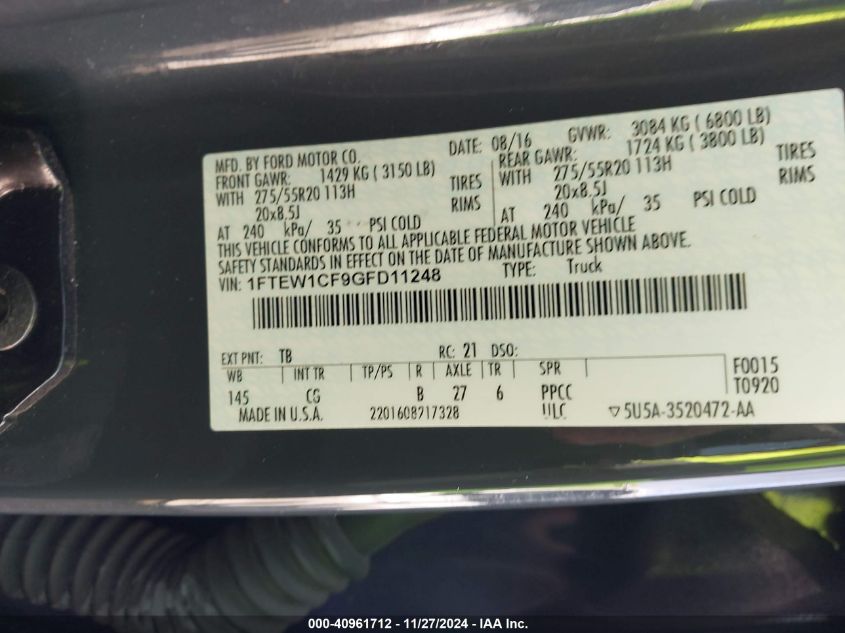 MFD. BY FORD MOTOR CO. DATE: 08/16 GVWR: 3084 KG ( 6800 LB)
FRONT GAWR: 1429 KG ( 3150 LB) REAR GAWR: 1724 KG ( 3800 LB)
WITH 275/55R20 113H TIRES WITH 275/55R20 113H TIRES
20x8.5J RIMS 20x8.5J RIMS
AT 240 kPa/ 35 PSI COLD AT 240 kPa/ 35 PSI COLD
THIS VEHICLE CONFORMS TO ALL APPLICABLE FEDERAL MOTOR VEHICLE
SAFETY STANDARDS IN EFFECT ON THE DATE OF MANUFACTURE SHOWN ABOVE.
VIN: 1FTEW1CF9GFD11248 TYPE: Truck
EXT PNT: TB RC: 21 DSO:
WB INT TR TP/PS R AXLE TR SPR F0015
145 CG B 27 6 PPCC T0920
MADE IN U.S.A. 2201608217328 ULC ▽5U5A-3520472-AA
000-40961712 - 11/27/2024 - IAA Inc.